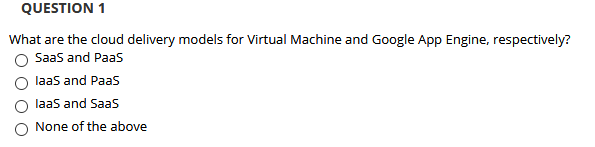 QUESTION 1
What are the cloud delivery models for Virtual Machine and Google App Engine, respectively?
SaaS and PaaS
IaaS and PaaS
IaaS and SaaS
None of the above